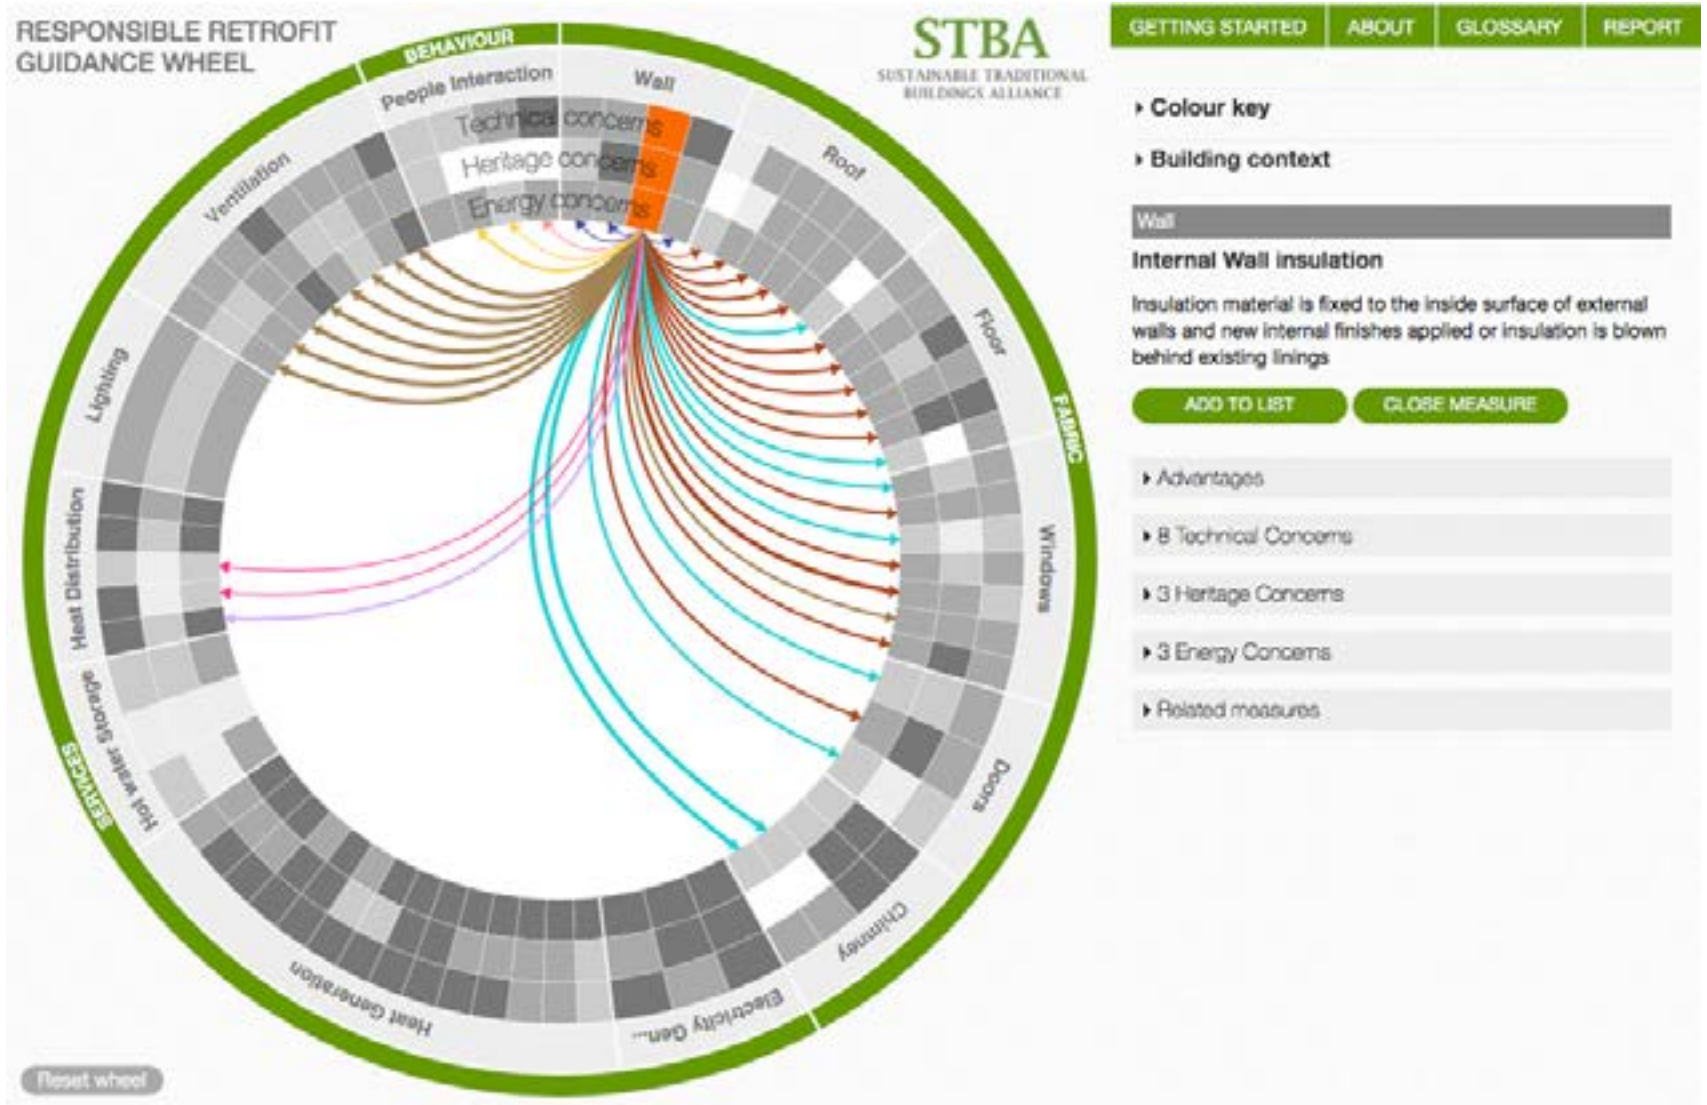 RESPONSIBLE RETROFIT
GUIDANCE WHEEL
STBA
SUSTAINABLE TRADITIONAL
BUILDINGS ALLIANCE
GETTING STARTED
ABOUT
GLOSSARY
REPORT
BEHAVIOUR
People Interaction
Wall
Technical concerns
Heritage concerns
Energy concerns
Roof
Floor
FABRIC
Windows
Doors
Chimney
Electricity Gen...
Heat Generation
SERVICES
Hot water Storage
Heat Distribution
Lighting
Ventilation
Reset wheel
Colour key
Building context
Wall
Internal Wall insulation
Insulation material is fixed to the inside surface of external
walls and new internal finishes applied or insulation is blown
behind existing linings
ADD TO LIST
CLOSE MEASURE
Advantages
8 Technical Concerns
3 Heritage Concerns
3 Energy Concerns
Related measures